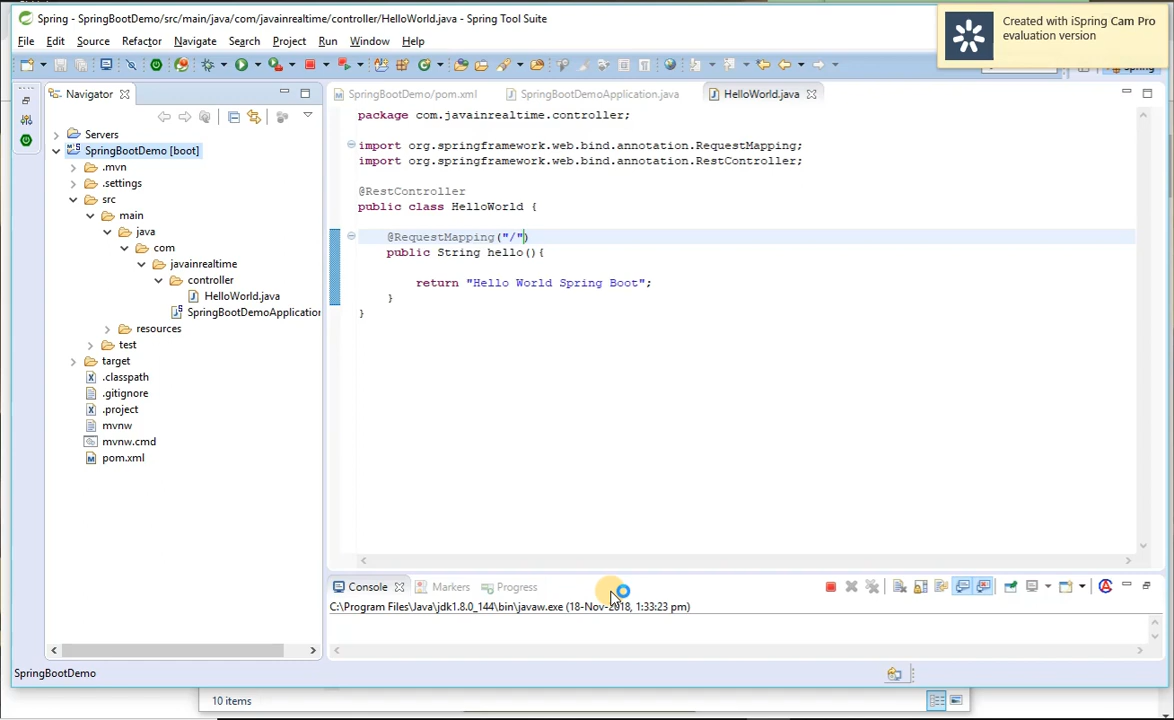 Spring - SpringBootDemo/src/main/java/com/javainrealtime/controller/HelloWorld.java - Spring Tool Suite
Created with iSpring Cam Pro
evaluation version
File Edit Source Refactor Navigate Search Project Run Window Help
Navigator
SpringBootDemo/pom.xml
SpringBootDemoApplication.java
HelloWorld.java
Servers
SpringBootDemo [boot]
.mvn
.settings
src
main
java
com
javainrealtime
controller
HelloWorld.java
SpringBootDemoApplication
resources
test
target
.classpath
.gitignore
.project
mvnw
mvnw.cmd
pom.xml
package com.javainrealtime.controller;
import org.springframework.web.bind.annotation.RequestMapping;
import org.springframework.web.bind.annotation.RestController;
@RestController
public class HelloWorld {
@RequestMapping("/")
public String hello(){
return "Hello World Spring Boot";
}
}
Console Markers Progress
C:\Program Files\Java\jdk1.8.0_144\bin\javaw.exe (18-Nov-2018, 1:33:23 pm)
SpringBootDemo
10 items